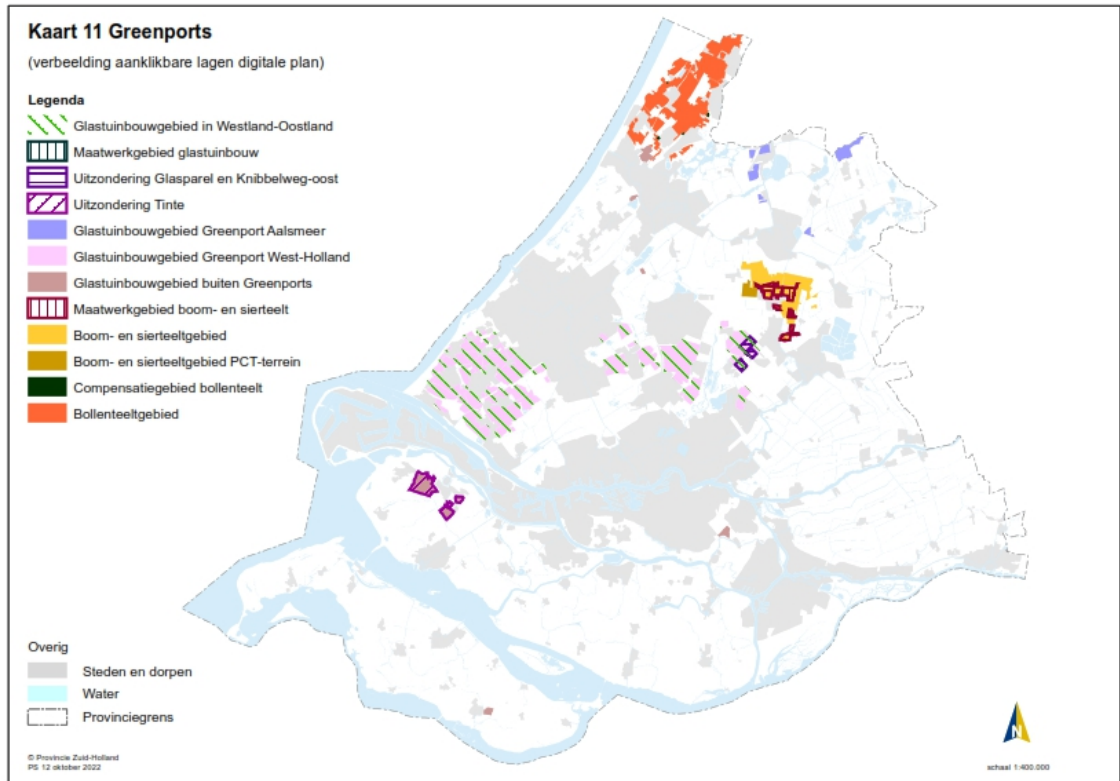 Kaart 11 Greenports
(verbeelding aanklikbare lagen digitale plan)
Legenda
Glastuinbouwgebied in Westland-Oostland
Maatwerkgebied glastuinbouw
Uitzondering Glasparel en Knibbelweg-oost
Uitzondering Tinte
Glastuinbouwgebied Greenport Aalsmeer
Glastuinbouwgebied Greenport West-Holland
Glastuinbouwgebied buiten Greenports
Maatwerkgebied boom- en sierteelt
Boom- en sierteeltgebied
Boom- en sierteeltgebied PCT-terrein
Compensatiegebied bollenteelt
Bollenteeltgebied
Overig
Steden en dorpen
Water
Provinciegrens
© Provincie Zuid-Holland
PS 12 oktober 2022
N
schaal 1:400.000